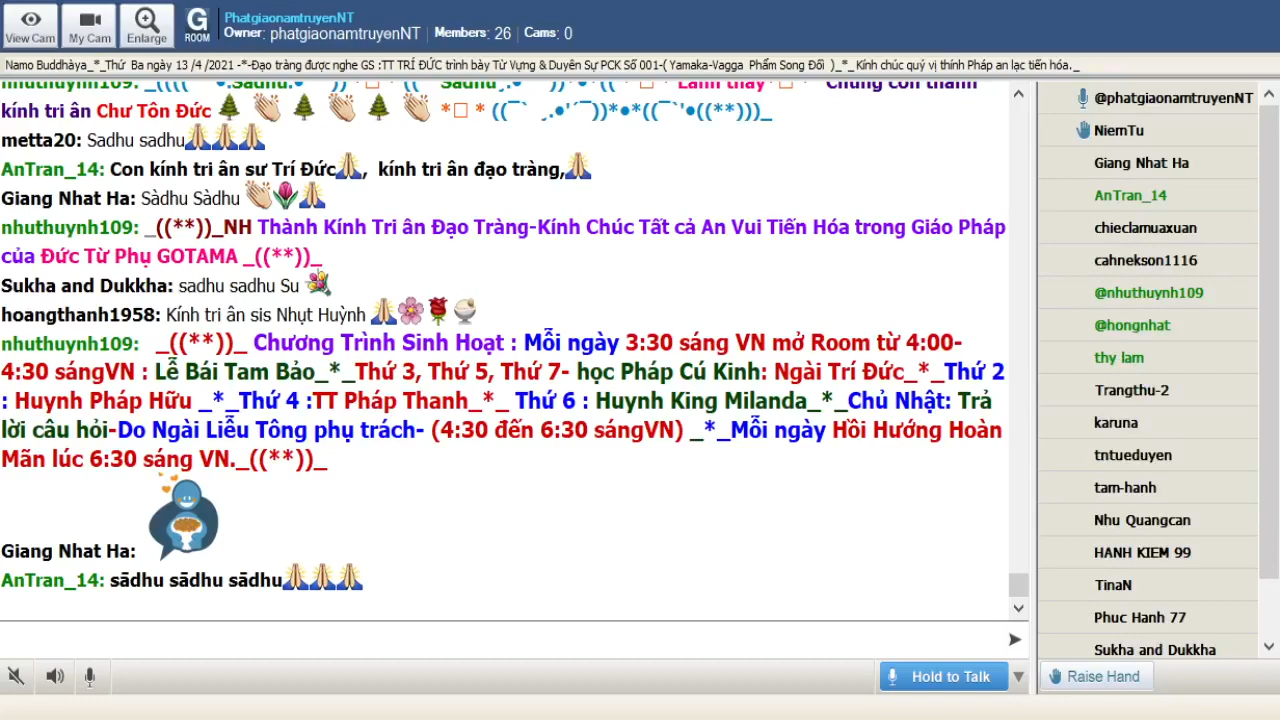 View Cam
My Cam
Enlarge
G
ROOM
PhatgiaonamtruyenNT
Owner: phatgiaonamtruyenNT | Members: 26 | Cams: 0
Namo Buddhàya_*_Thứ Ba ngày 13 /4 /2021 -*-Đạo tràng được nghe GS :TT TRÍ ĐỨC trình bày Từ Vựng & Duyên Sự PCK Số 001-( Yamaka-Vagga Phẩm Song Đối )_*_ Kính chúc quý vị thính Pháp an lạc tiến hóa._
kính tri ân Chư Tôn Đức
metta20: Sadhu sadhu
AnTran_14: Con kính tri ân sư Trí Đức, kính tri ân đạo tràng,
Giang Nhat Ha: Sàdhu Sàdhu
nhuthuynh109: _((**))_NH Thành Kính Tri ân Đạo Tràng-Kính Chúc Tất cả An Vui Tiến Hóa trong Giáo Pháp
của Đức Từ Phụ GOTAMA _((**))_
Sukha and Dukkha: sadhu sadhu Su
hoangthanh1958: Kính tri ân sis Nhụt Huỳnh
nhuthuynh109: _((**))_ Chương Trình Sinh Hoạt : Mỗi ngày 3:30 sáng VN mở Room từ 4:00-
4:30 sángVN : Lễ Bái Tam Bảo_*_Thứ 3, Thứ 5, Thứ 7- học Pháp Cú Kinh: Ngài Trí Đức_*_Thứ 2
: Huynh Pháp Hữu _*_Thứ 4 :TT Pháp Thanh_*_ Thứ 6 : Huynh King Milanda_*_Chủ Nhật: Trả
lời câu hỏi-Do Ngài Liễu Tông phụ trách- (4:30 đến 6:30 sángVN) _*_Mỗi ngày Hồi Hướng Hoàn
Mãn lúc 6:30 sáng VN._((**))_
Giang Nhat Ha:
AnTran_14: sādhu sādhu sādhu
Hold to Talk
@phatgiaonamtruyenNT
NiemTu
Giang Nhat Ha
AnTran_14
chieclamuaxuan
cahnekson1116
@nhuthuynh109
@hongnhat
thy lam
Trangthu-2
karuna
tntueduyen
tam-hanh
Nhu Quangcan
HANH KIEM 99
TinaN
Phuc Hanh 77
Sukha and Dukkha
Raise Hand